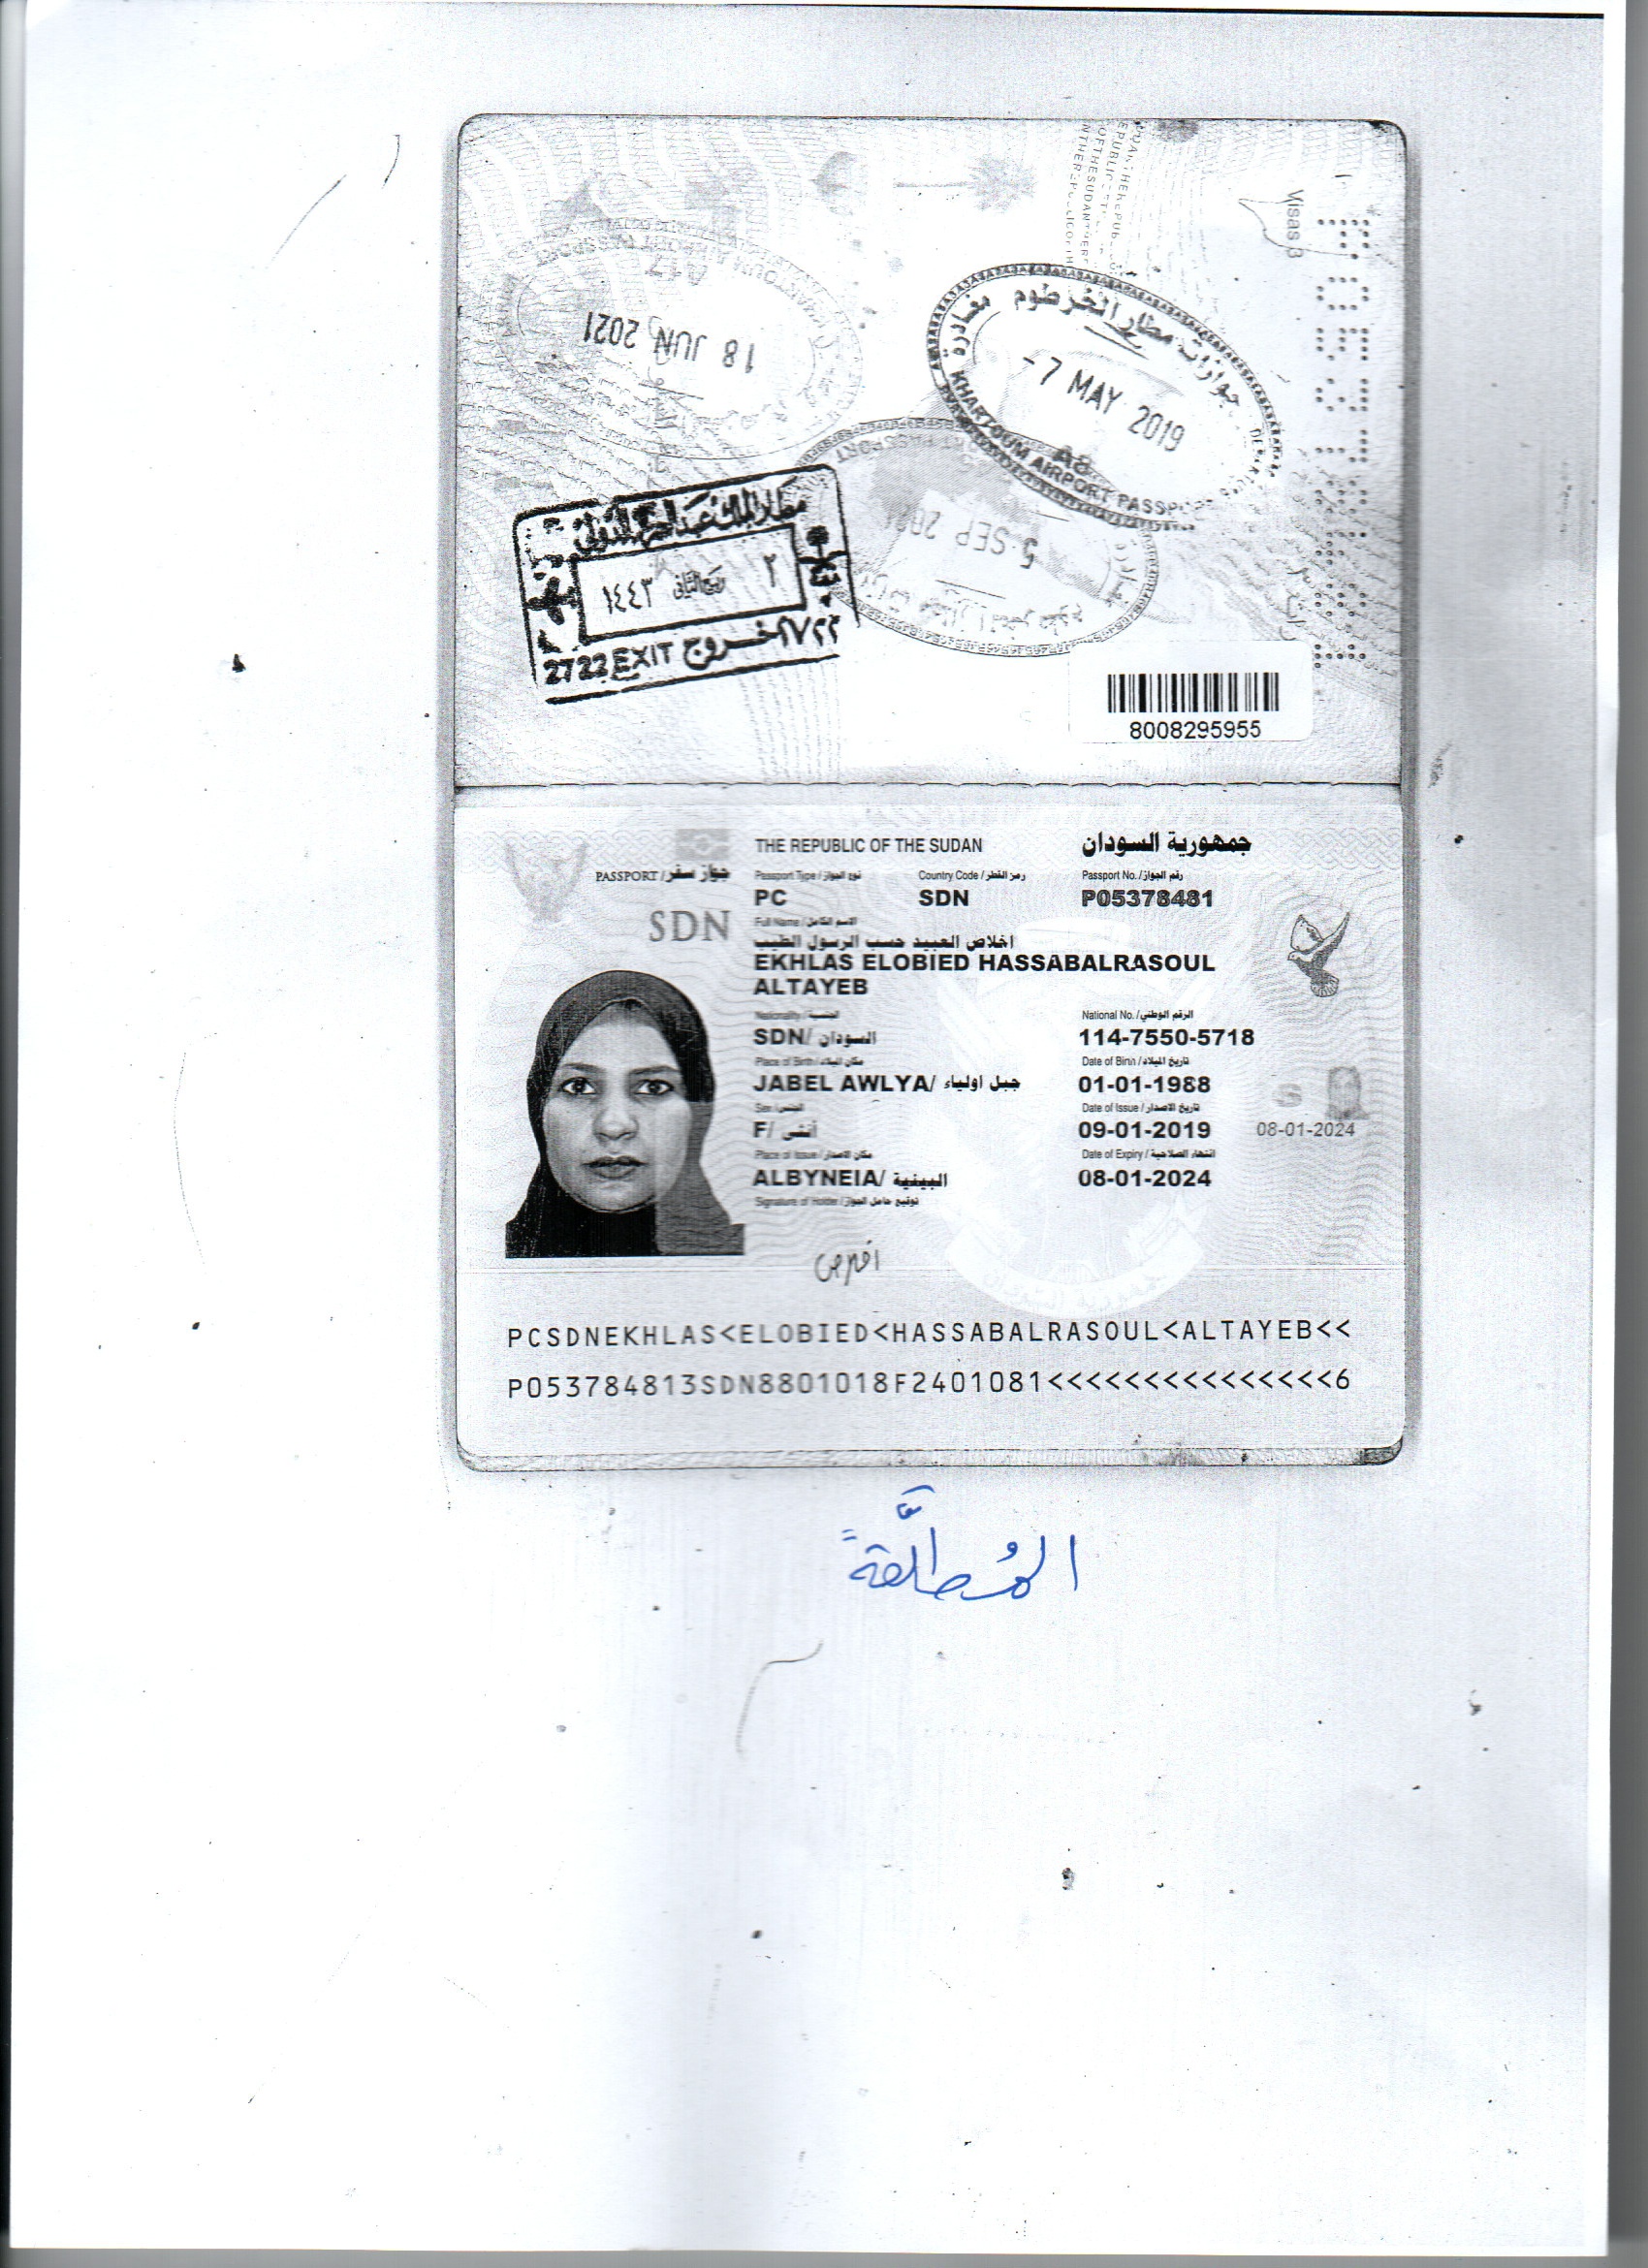 Visas 3
18 JUN 2021
A17
جوازات مطار الخرطوم مغادرة
- 7 MAY 2019
A8
KHARTOUM AIRPORT PASSPORT
5 SEP
مطار الملك عبدالعزيز الدولي
٢ ربيع الثاني ١٤٤٣
2722 EXIT خروج ٢٧٢٢
8008295955
THE REPUBLIC OF THE SUDAN جمهورية السودان
PASSPORT / جواز سفر
Passport Type / نوع الجواز Country Code / رمز القطر Passport No. / رقم الجواز
PC SDN P05378481
SDN
Full Name / الاسم الكامل
اخلاص العبيد حسب الرسول الطيب
EKHLAS ELOBIED HASSABALRASOUL
ALTAYEB
Nationality / الجنسية National No. / الرقم الوطني
SDN/ السودان 114-7550-5718
Place of Birth / مكان الميلاد Date of Birth / تاريخ الميلاد
JABEL AWLYA/ جبل اولياء 01-01-1988
Sex / الجنس Date of Issue / تاريخ الاصدار
F/ أنثى 09-01-2019 08-01-2024
Place of Issue / مكان الاصدار Date of Expiry / انتهاء الصلاحية
ALBYNEIA/ البينية 08-01-2024
Signature of Holder / توقيع حامل الجواز
PCSDNEKHLAS<ELOBIED<HASSABALRASOUL<ALTAYEB<<
P053784813SDN8801018F2401081<<<<<<<<<<<<<<<6
المُطلَّقة